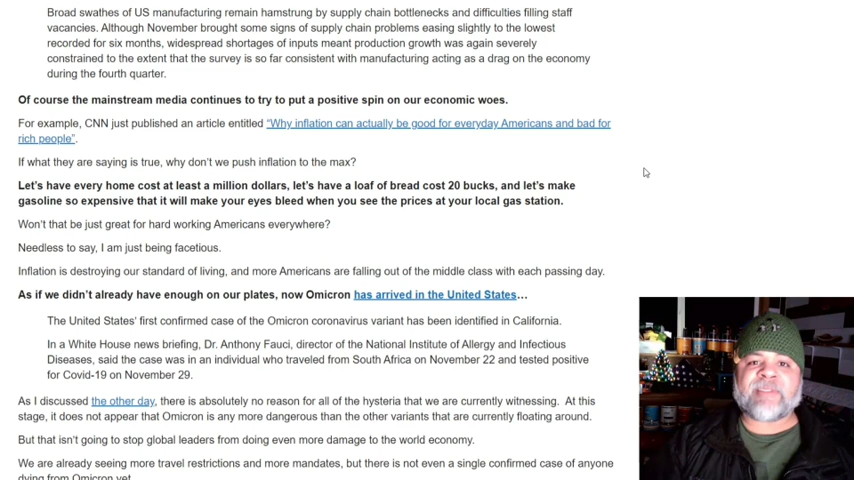 Broad swathes of US manufacturing remain hamstrung by supply chain bottlenecks and difficulties filling staff
vacancies. Although November brought some signs of supply chain problems easing slightly to the lowest
recorded for six months, widespread shortages of inputs meant production growth was again severely
constrained to the extent that the survey is so far consistent with manufacturing acting as a drag on the economy
during the fourth quarter.
Of course the mainstream media continues to try to put a positive spin on our economic woes.
For example, CNN just published an article entitled “Why inflation can actually be good for everyday Americans and bad for
rich people”.
If what they are saying is true, why don’t we push inflation to the max?
Let’s have every home cost at least a million dollars, let’s have a loaf of bread cost 20 bucks, and let’s make
gasoline so expensive that it will make your eyes bleed when you see the prices at your local gas station.
Won’t that be just great for hard working Americans everywhere?
Needless to say, I am just being facetious.
Inflation is destroying our standard of living, and more Americans are falling out of the middle class with each passing day.
As if we didn’t already have enough on our plates, now Omicron has arrived in the United States…
The United States’ first confirmed case of the Omicron coronavirus variant has been identified in California.
In a White House news briefing, Dr. Anthony Fauci, director of the National Institute of Allergy and Infectious
Diseases, said the case was in an individual who traveled from South Africa on November 22 and tested positive
for Covid-19 on November 29.
As I discussed the other day, there is absolutely no reason for all of the hysteria that we are currently witnessing. At this
stage, it does not appear that Omicron is any more dangerous than the other variants that are currently floating around.
But that isn’t going to stop global leaders from doing even more damage to the world economy.
We are already seeing more travel restrictions and more mandates, but there is not even a single confirmed case of anyone
dying from Omicron yet.